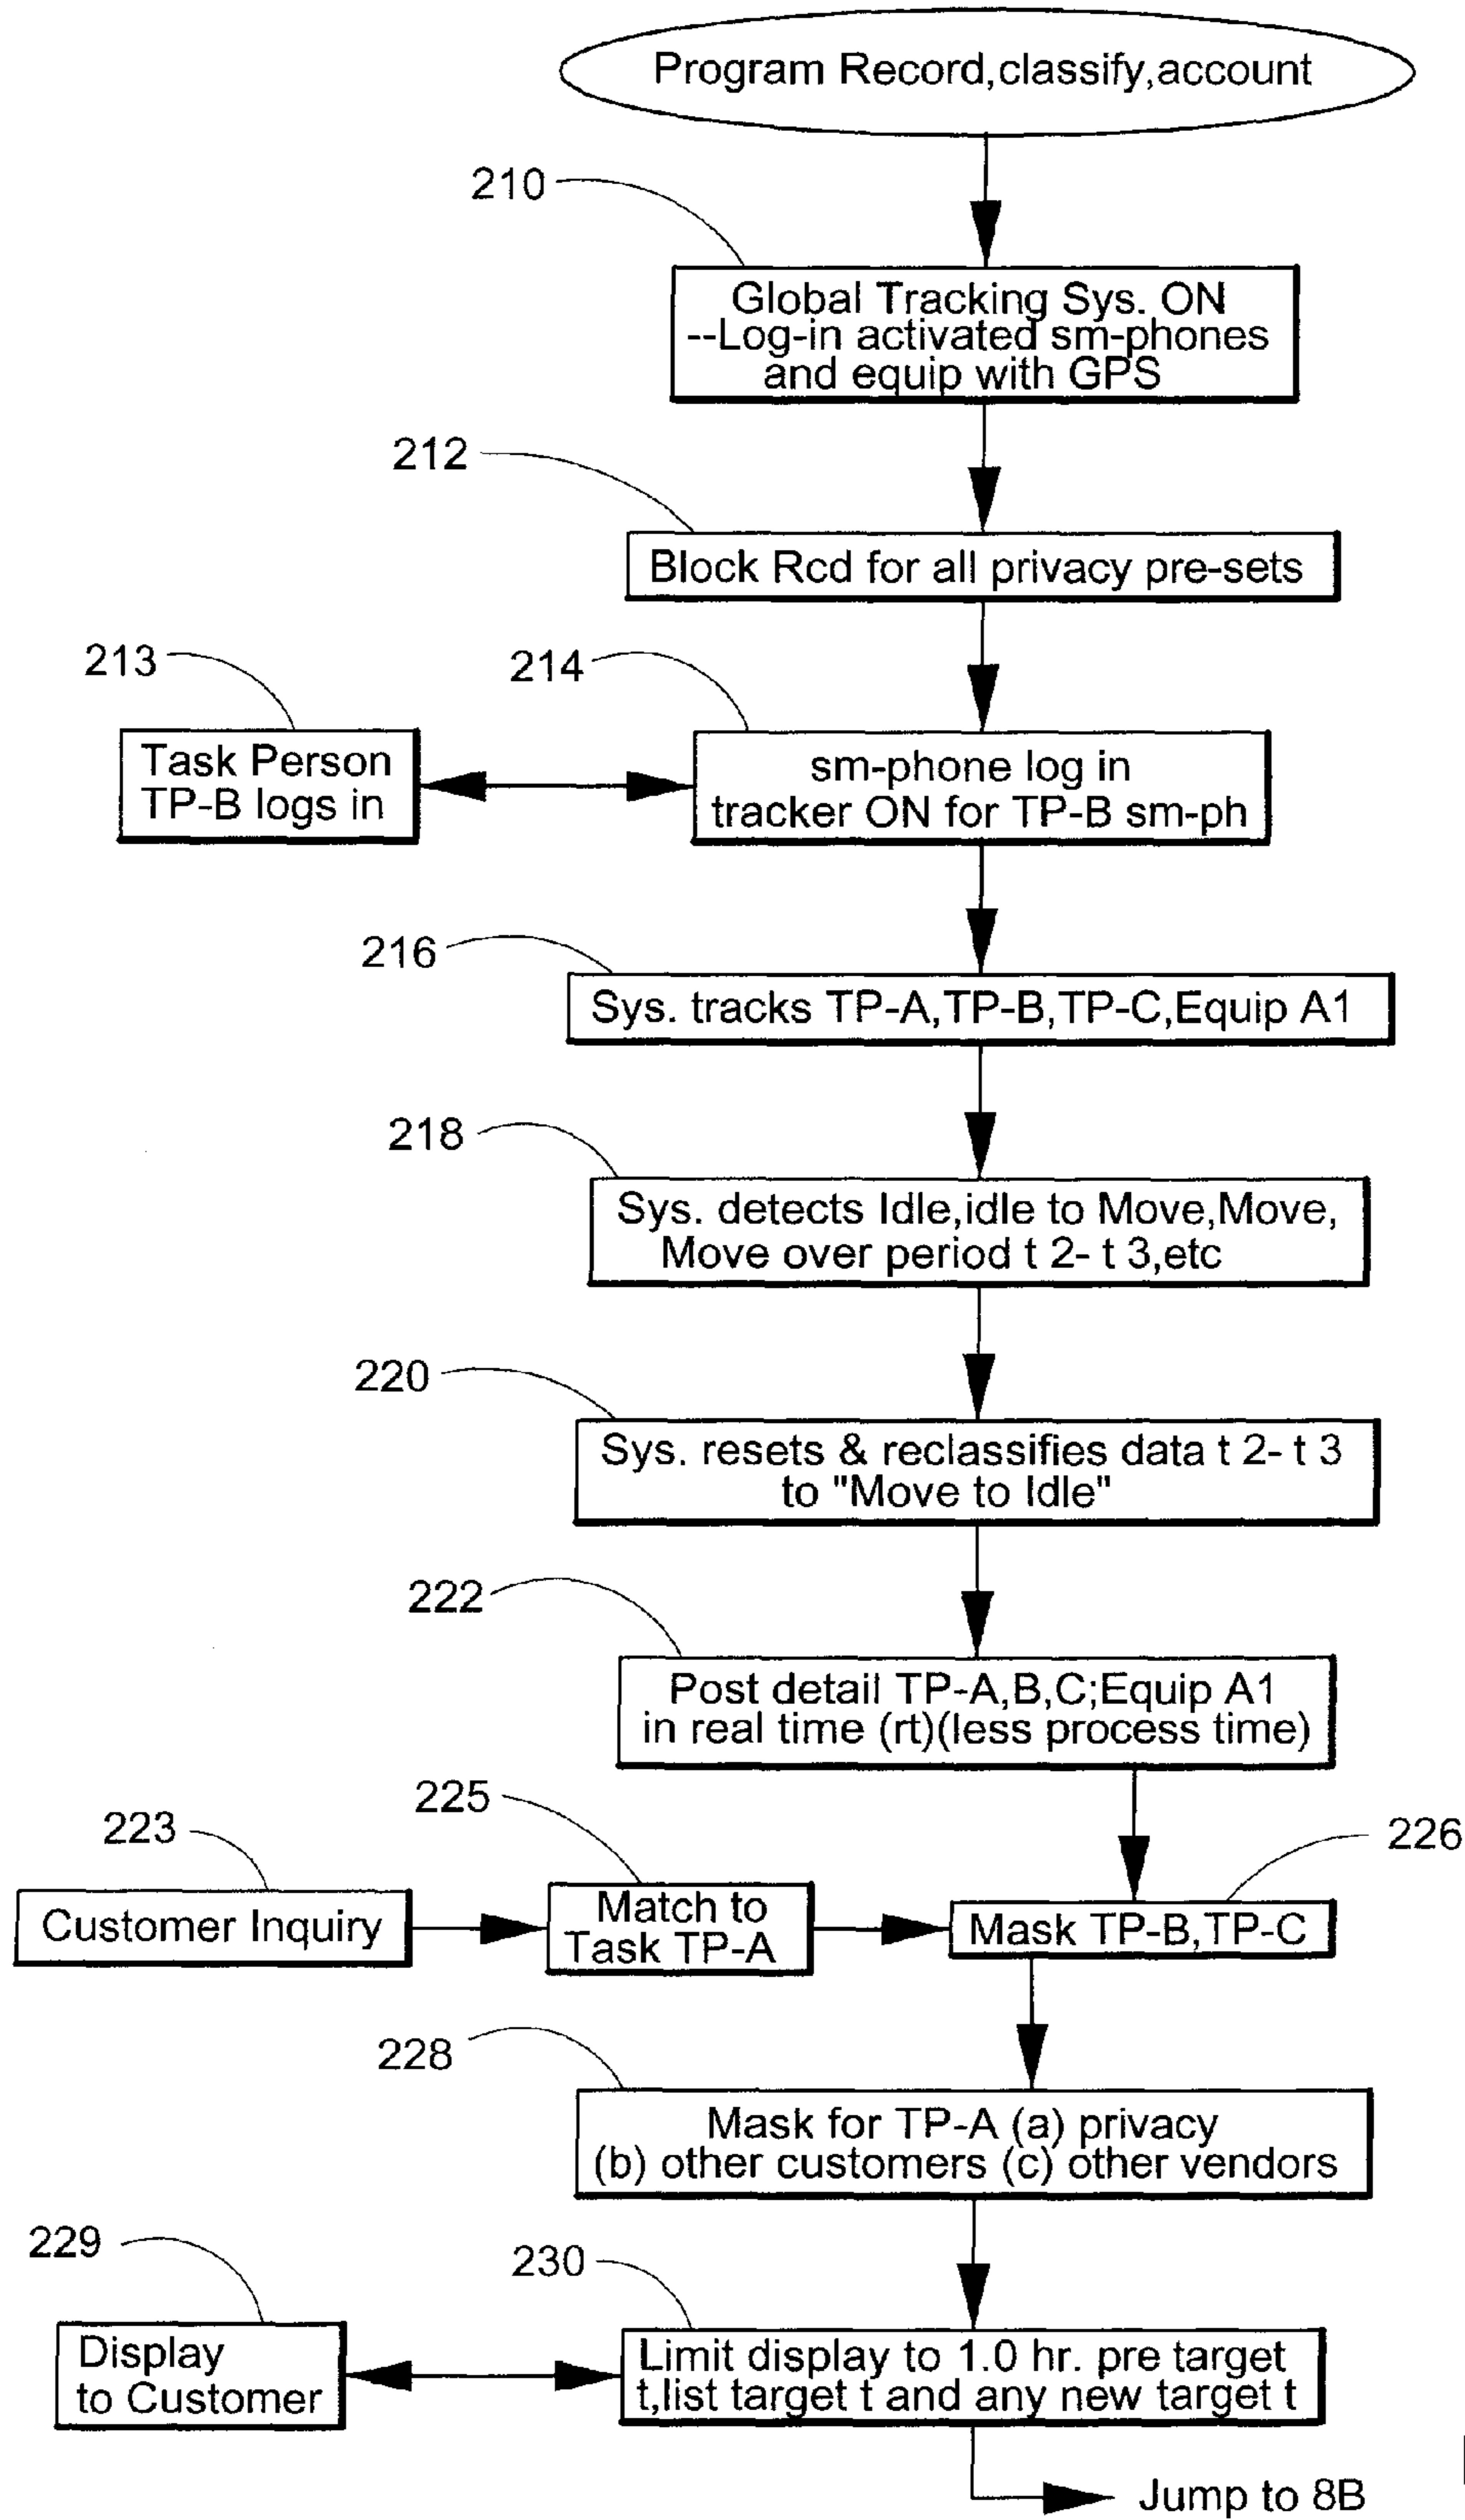 Program Record,classify,account
210
Global Tracking Sys. ON
--Log-in activated sm-phones
and equip with GPS
212
Block Rcd for all privacy pre-sets
213
214
Task Person
TP-B logs in
sm-phone log in
tracker ON for TP-B sm-ph
216
Sys. tracks TP-A,TP-B,TP-C,Equip A1
218
Sys. detects Idle,idle to Move,Move,
Move over period t 2- t 3,etc
220
Sys. resets & reclassifies data t 2- t 3
to "Move to Idle"
222
Post detail TP-A,B,C;Equip A1
in real time (rt)(less process time)
223
225
226
Customer Inquiry
Match to
Task TP-A
Mask TP-B,TP-C
228
Mask for TP-A (a) privacy
(b) other customers (c) other vendors
229
230
Display
to Customer
Limit display to 1.0 hr. pre target
t,list target t and any new target t
Jump to 8B